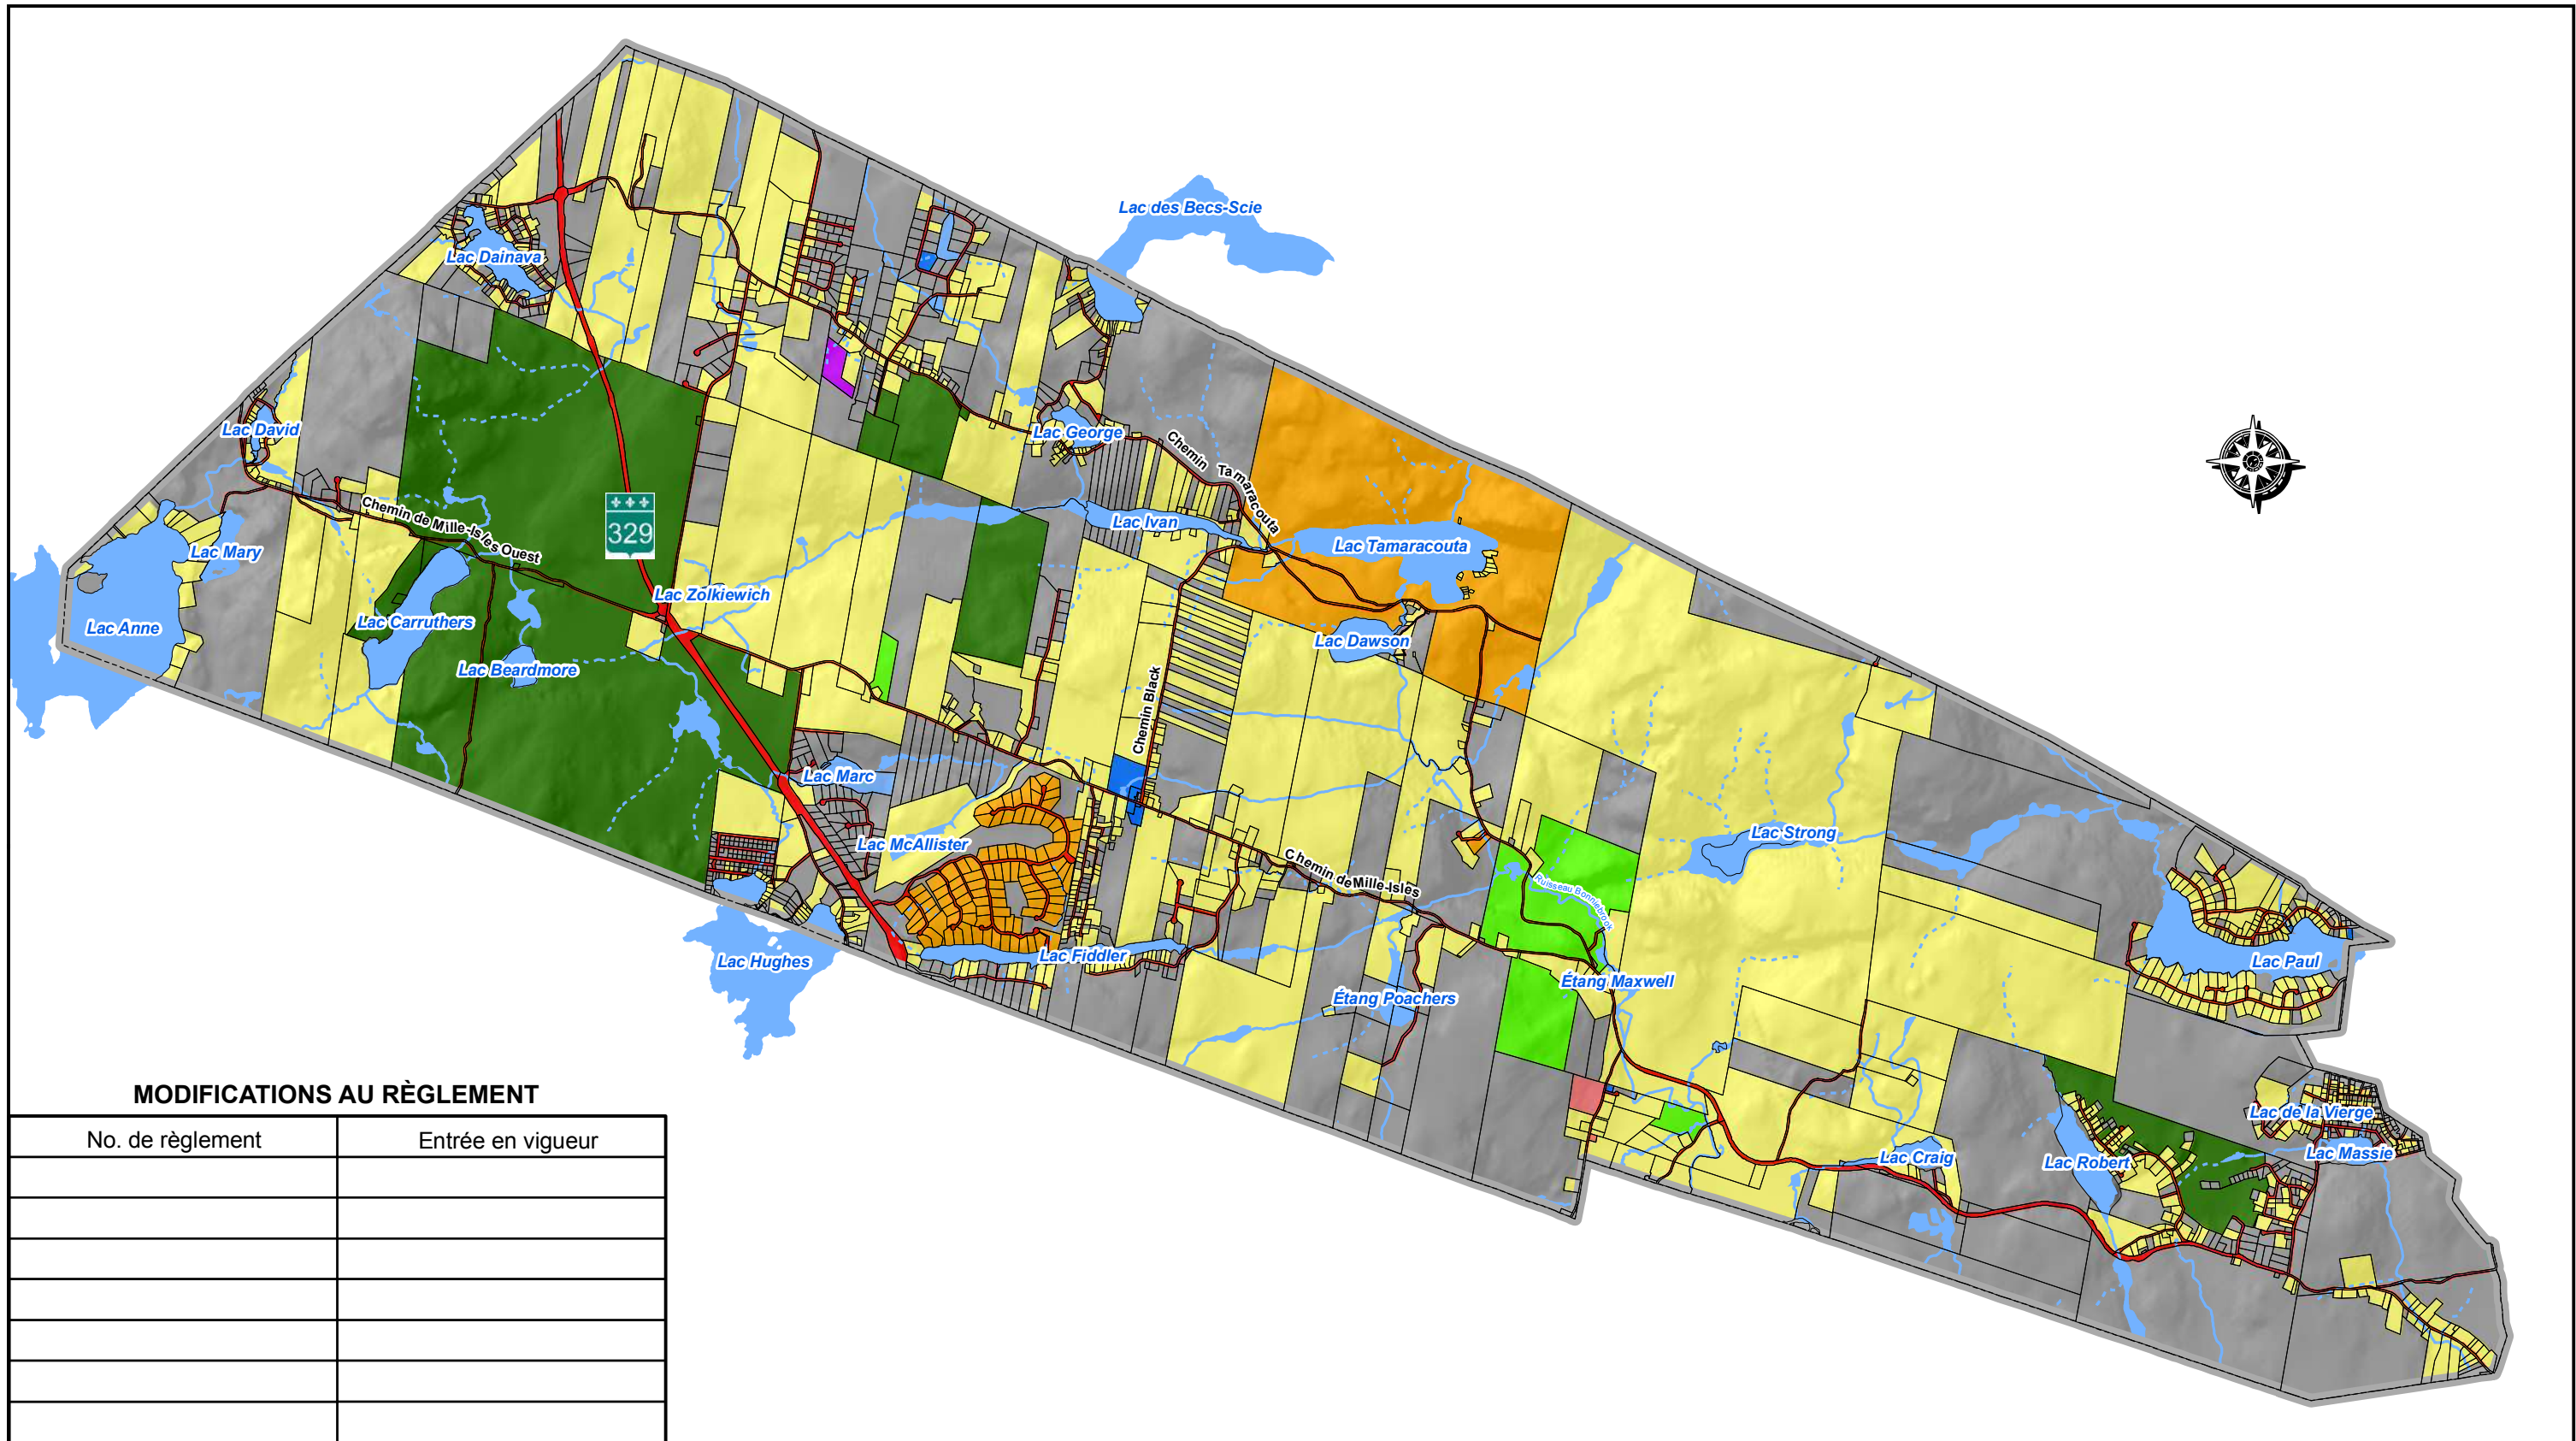 Lac des Becs-Scie
Lac Dainava
Lac David
Lac George
Chemin Tamaracouta
Chemin de Mille-Isles Ouest
329
Lac Ivan
Lac Tamaracouta
Lac Mary
Lac Zolkiewich
Lac Anne
Lac Carruthers
Lac Dawson
Lac Beardmore
Chemin Black
Lac Marc
Lac McAllister
Lac Strong
Chemin de Mille-Isles
Ruisseau Bonniebrook
Lac Hughes
Lac Fiddler
Lac Paul
Étang Maxwell
Étang Poachers
Lac de la Vierge
Lac Massie
Lac Craig
Lac Robert
MODIFICATIONS AU RÈGLEMENT
No. de règlement
Entrée en vigueur